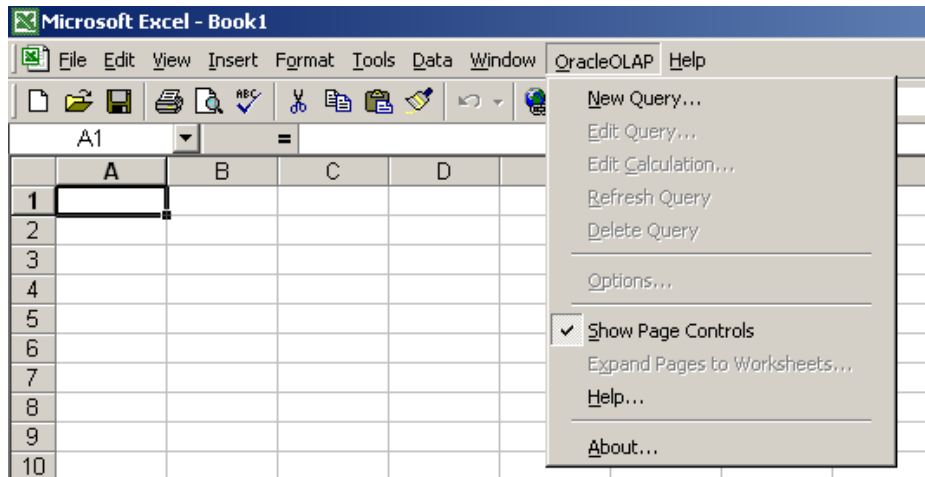 Microsoft Excel - Book1
File Edit View Insert Format Tools Data Window OracleOLAP Help
ABC
New Query...
Edit Query...
Edit Calculation...
Refresh Query
Delete Query
Options...
Show Page Controls
Expand Pages to Worksheets...
Help...
About...
A1 =
A B C D
1
2
3
4
5
6
7
8
9
10